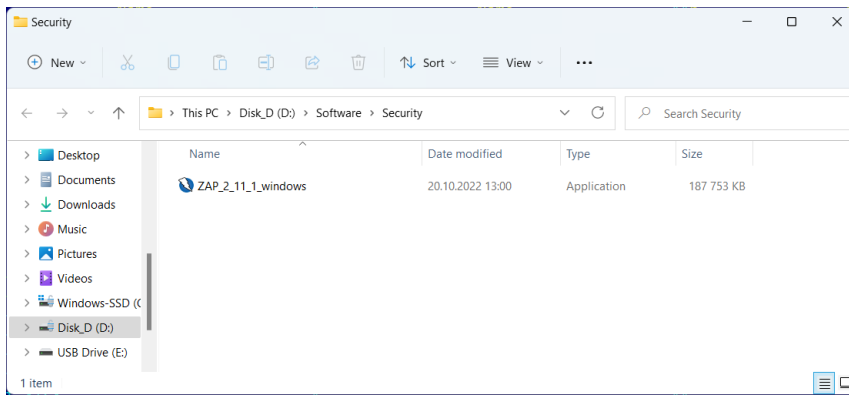 Security
New
Sort
View
This PC > Disk_D (D:) > Software > Security
Search Security
Name Date modified Type Size
ZAP_2_11_1_windows 20.10.2022 13:00 Application 187 753 KB
Desktop
Documents
Downloads
Music
Pictures
Videos
Windows-SSD (
Disk_D (D:)
USB Drive (E:)
1 item